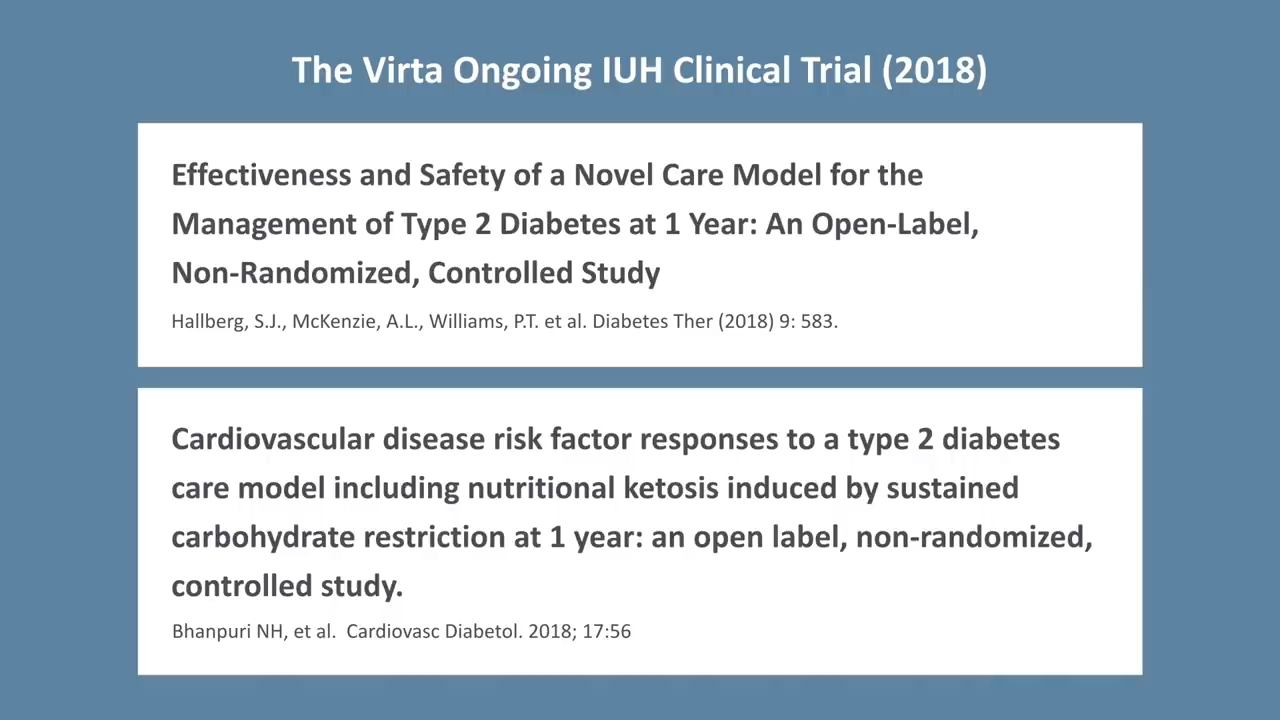 The Virta Ongoing IUH Clinical Trial (2018)
Effectiveness and Safety of a Novel Care Model for the
Management of Type 2 Diabetes at 1 Year: An Open-Label,
Non-Randomized, Controlled Study
Hallberg, S.J., McKenzie, A.L., Williams, P.T. et al. Diabetes Ther (2018) 9: 583.
Cardiovascular disease risk factor responses to a type 2 diabetes
care model including nutritional ketosis induced by sustained
carbohydrate restriction at 1 year: an open label, non-randomized,
controlled study.
Bhanpuri NH, et al.  Cardiovasc Diabetol. 2018; 17:56